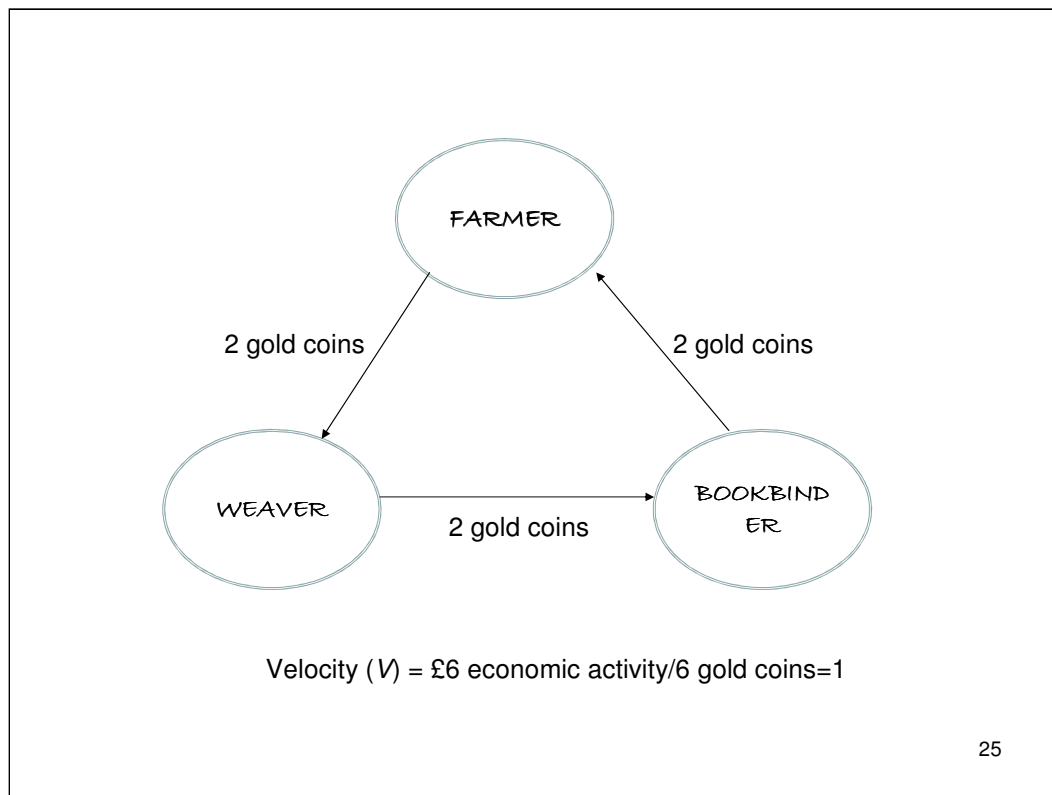 FARMER
2 gold coins
2 gold coins
WEAVER
BOOKBIND
ER
2 gold coins
Velocity (V) = £6 economic activity/6 gold coins=1
25